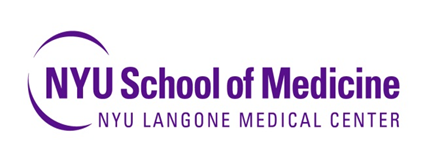 NYU School of Medicine
NYU LANGONE MEDICAL CENTER